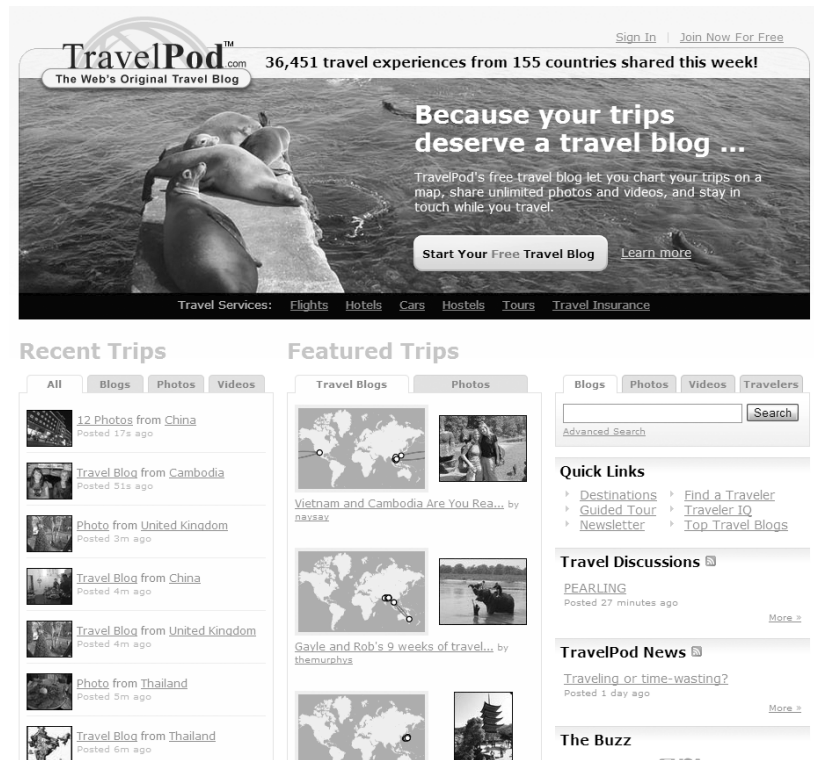 Sign In | Join Now For Free
TravelPod.com™
The Web's Original Travel Blog
36,451 travel experiences from 155 countries shared this week!
Because your trips
deserve a travel blog ...
TravelPod's free travel blog let you chart your trips on a
map, share unlimited photos and videos, and stay in
touch while you travel.
Start Your Free Travel Blog
Learn more
Travel Services: Flights Hotels Cars Hostels Tours Travel Insurance
Recent Trips
All Blogs Photos Videos
12 Photos from China
Posted 17s ago
Travel Blog from Cambodia
Posted 51s ago
Photo from United Kingdom
Posted 3m ago
Travel Blog from China
Posted 4m ago
Travel Blog from United Kingdom
Posted 4m ago
Photo from Thailand
Posted 5m ago
Travel Blog from Thailand
Posted 6m ago
Featured Trips
Travel Blogs Photos
Vietnam and Cambodia Are You Rea... by
naysay
Gayle and Rob's 9 weeks of travel... by
themurphys
Blogs Photos Videos Travelers
Search
Advanced Search
Quick Links
Destinations Find a Traveler
Guided Tour Traveler IQ
Newsletter Top Travel Blogs
Travel Discussions
PEARLING
Posted 27 minutes ago
More »
TravelPod News
Traveling or time-wasting?
Posted 1 day ago
More »
The Buzz